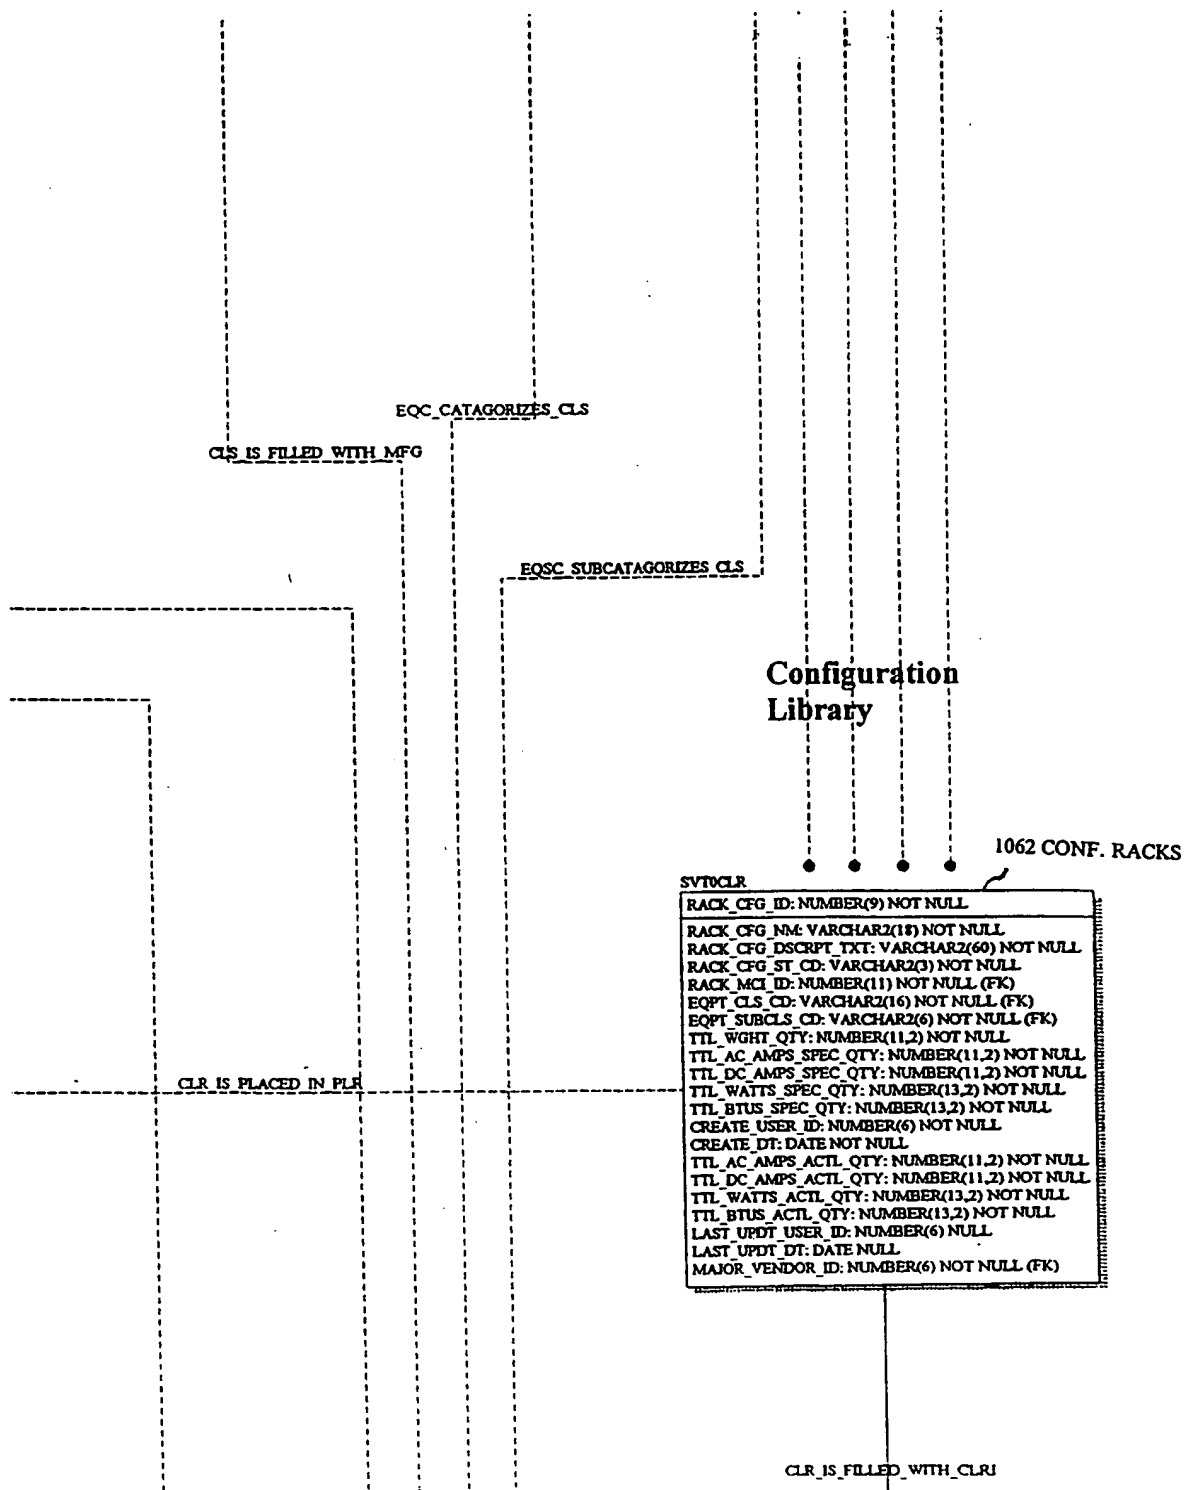 EQC_CATAGORIZES_CLS
CLS_IS_FILLED_WITH_MFG
EQSC_SUBCATAGORIZES_CLS
Configuration
Library
1062 CONF. RACKS
SVT0CLR
RACK_CFG_ID: NUMBER(9) NOT NULL
RACK_CFG_NM: VARCHAR2(18) NOT NULL
RACK_CFG_DSCRPT_TXT: VARCHAR2(60) NOT NULL
RACK_CFG_ST_CD: VARCHAR2(3) NOT NULL
RACK_MCI_ID: NUMBER(11) NOT NULL (FK)
EQPT_CLS_CD: VARCHAR2(16) NOT NULL (FK)
EQPT_SUBCLS_CD: VARCHAR2(6) NOT NULL (FK)
TTL_WGHT_QTY: NUMBER(11,2) NOT NULL
TTL_AC_AMPS_SPEC_QTY: NUMBER(11,2) NOT NULL
TTL_DC_AMPS_SPEC_QTY: NUMBER(11,2) NOT NULL
TTL_WATTS_SPEC_QTY: NUMBER(13,2) NOT NULL
TTL_BTUS_SPEC_QTY: NUMBER(13,2) NOT NULL
CREATE_USER_ID: NUMBER(6) NOT NULL
CREATE_DT: DATE NOT NULL
TTL_AC_AMPS_ACTL_QTY: NUMBER(11,2) NOT NULL
TTL_DC_AMPS_ACTL_QTY: NUMBER(11,2) NOT NULL
TTL_WATTS_ACTL_QTY: NUMBER(13,2) NOT NULL
TTL_BTUS_ACTL_QTY: NUMBER(13,2) NOT NULL
LAST_UPDT_USER_ID: NUMBER(6) NULL
LAST_UPDT_DT: DATE NULL
MAJOR_VENDOR_ID: NUMBER(6) NOT NULL (FK)
CLR_IS_PLACED_IN_PLR
CLR_IS_FILLED_WITH_CLRI